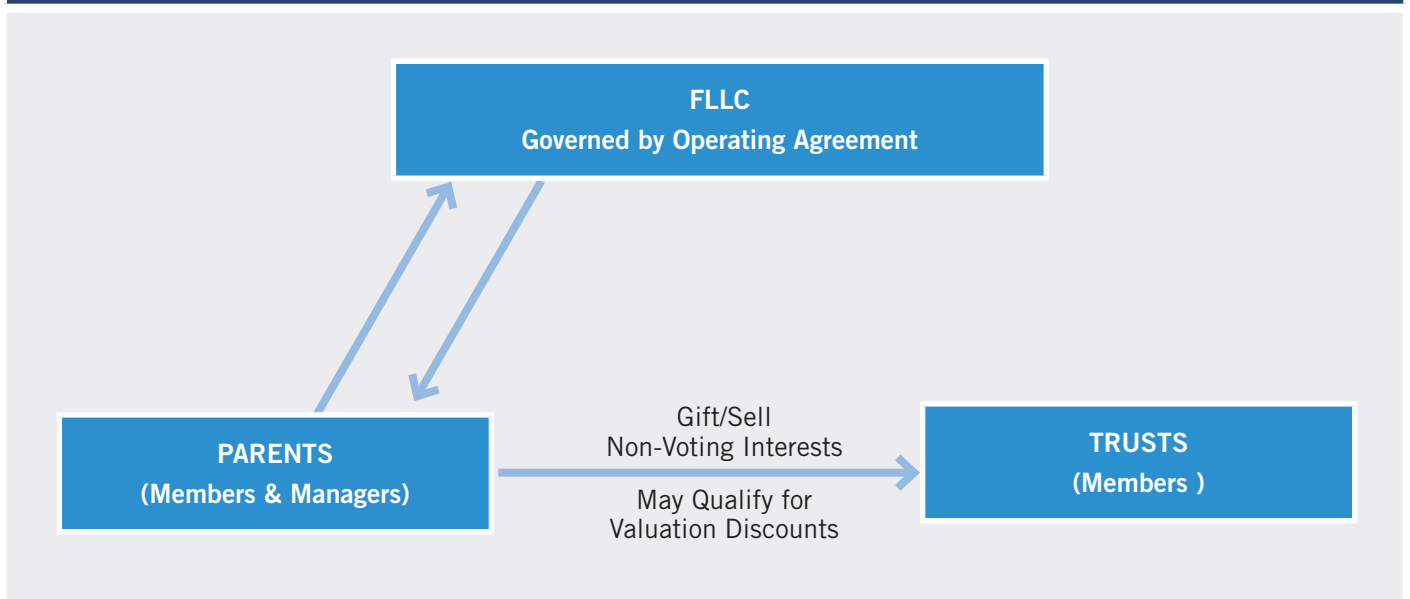 FLLC
Governed by Operating Agreement
PARENTS
(Members & Managers)
Gift/Sell
Non-Voting Interests
May Qualify for
Valuation Discounts
TRUSTS
(Members )